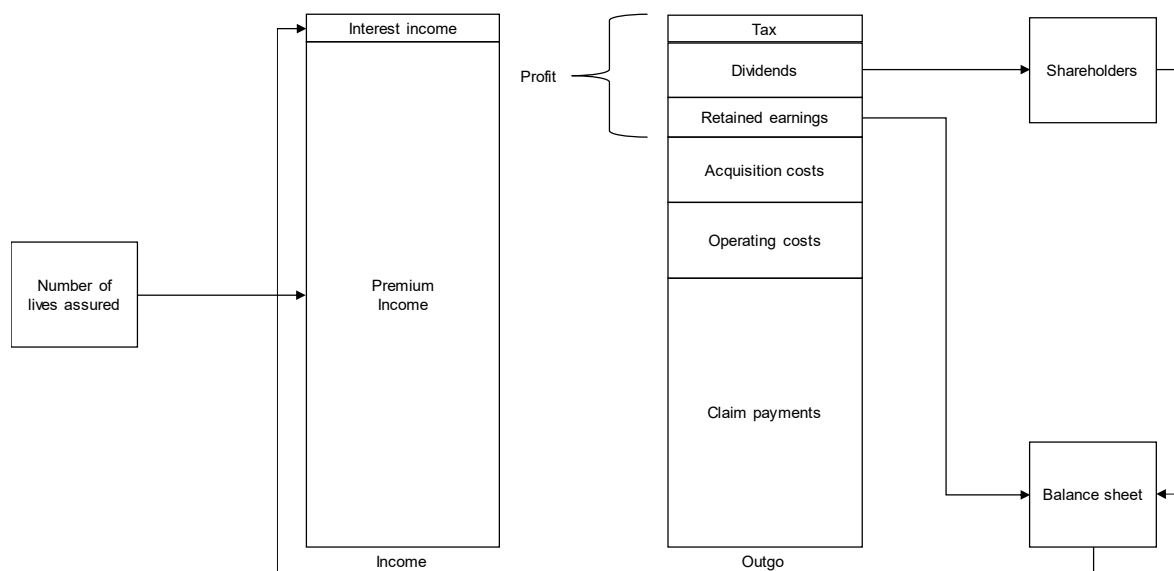 Interest income
Tax
Profit
Dividends
Shareholders
Retained earnings
Acquisition costs
Operating costs
Number of
lives assured
Premium
Income
Claim payments
Balance sheet
Income
Outgo